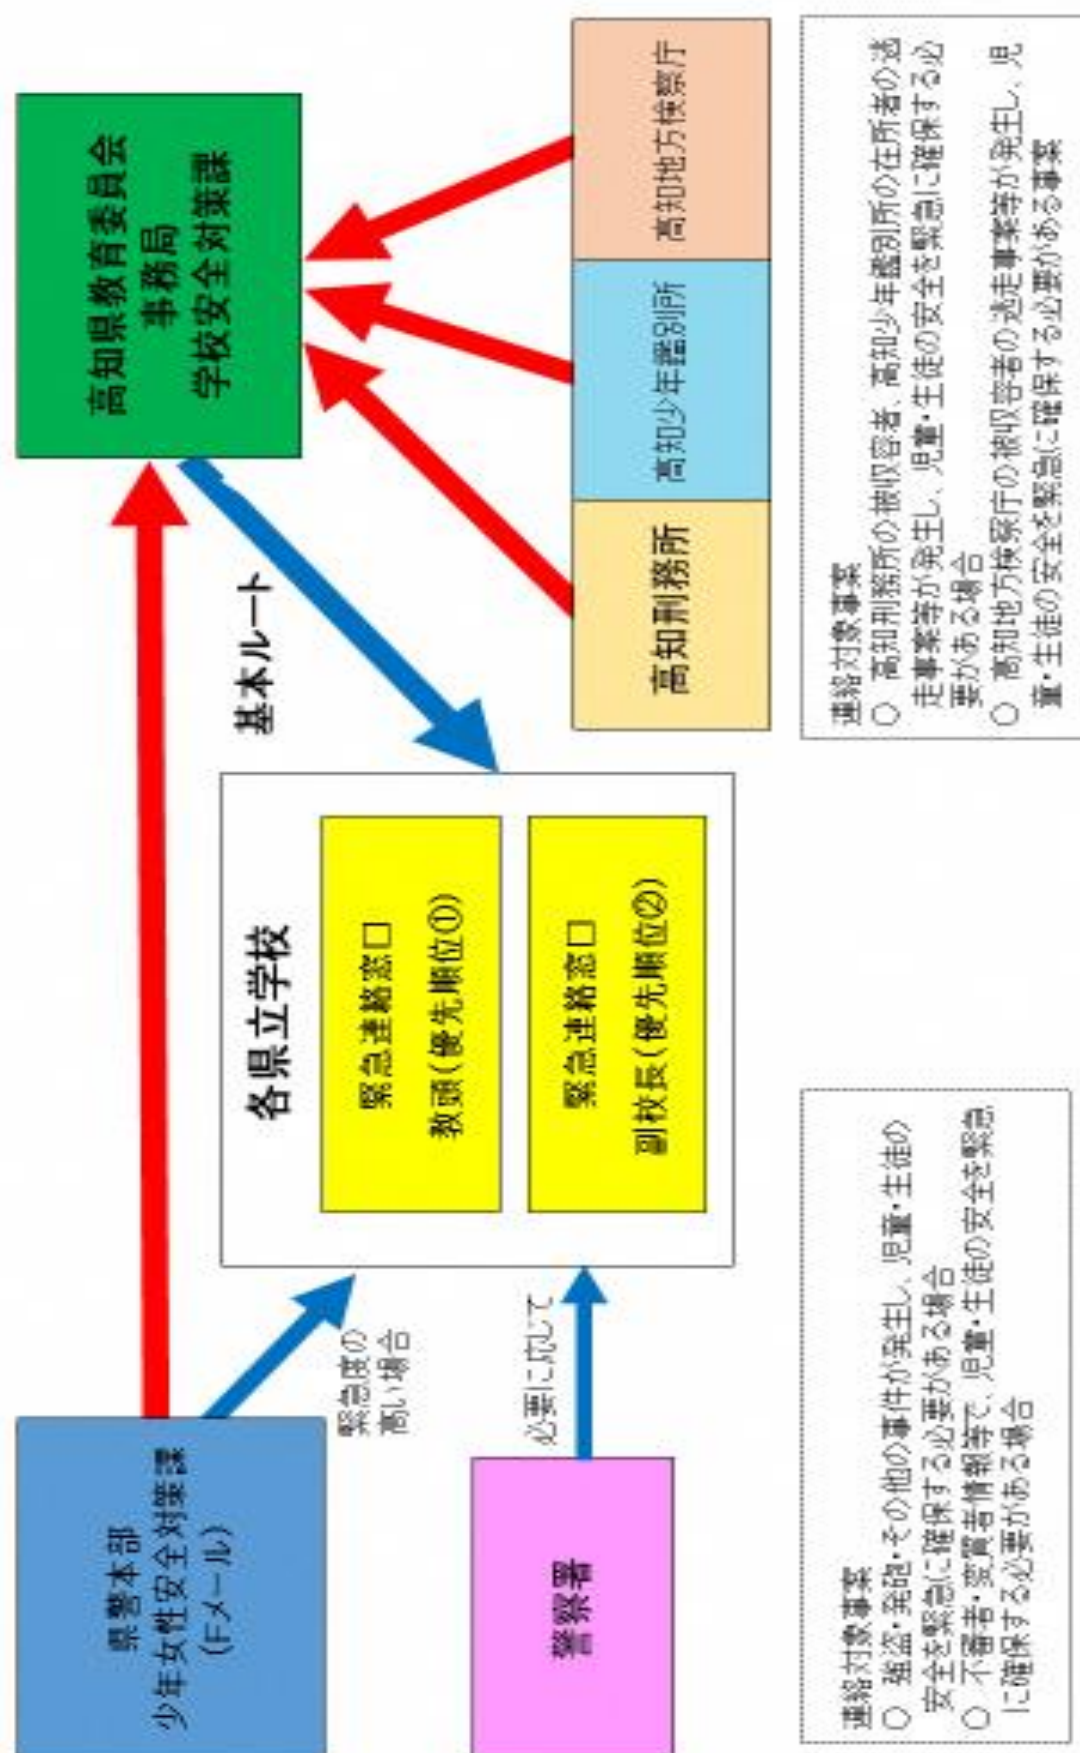 県警本部
少年女性安全対策課
(Fメール)
高知県教育委員会
事務局
学校安全対策課
基本ルート
緊急度の
高い場合
各県立学校
緊急連絡窓口
教頭(優先順位①)
緊急連絡窓口
副校長(優先順位②)
警察署
必要に応じて
高知刑務所
高知少年鑑別所
高知地方検察庁
連絡対象事案
○ 強盗・発砲・その他の事件が発生し、児童・生徒の
安全を緊急に確保する必要がある場合
○ 不審者・変質者情報等で、児童・生徒の安全を緊急
に確保する必要がある場合
連絡対象事案
○ 高知刑務所の被収容者、高知少年鑑別所の在所者の逃
走事案等が発生し、児童・生徒の安全を緊急に確保する必
要がある場合
○ 高知地方検察庁の被収容者の逃走事案等が発生し、児
童・生徒の安全を緊急に確保する必要がある事案